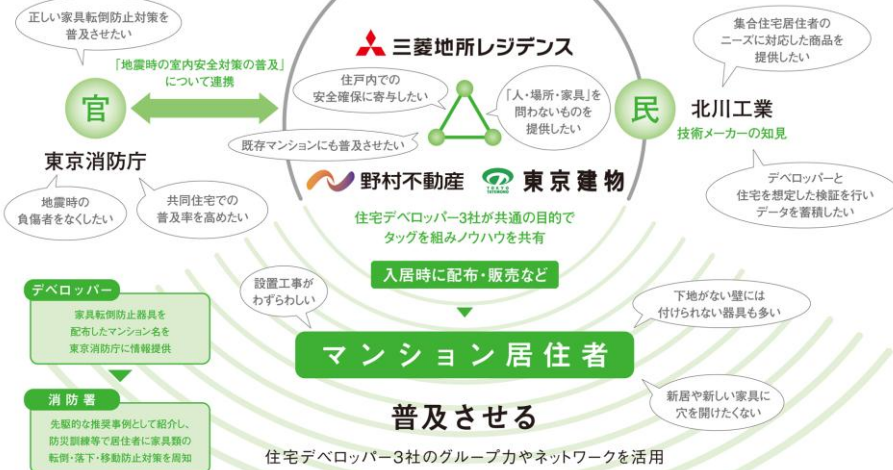 正しい家具転倒防止対策を
普及させたい
「地震時の室内安全対策の普及」
について連携
官
東京消防庁
地震時の
負傷者をなくしたい
共同住宅での
普及率を高めたい
三菱地所レジデンス
住戸内での
安全確保に寄与したい
「人・場所・家具」を
問わないものを
提供したい
既存マンションにも普及させたい
野村不動産
東京建物
TOKYO
TATEMONO
住宅デベロッパー3社が共通の目的で
タッグを組みノウハウを共有
集合住宅居住者の
ニーズに対応した商品を
提供したい
民
北川工業
技術メーカーの知見
デベロッパーと
住宅を想定した検証を行い
データを蓄積したい
入居時に配布・販売など
設置工事が
わずらわしい
下地がない壁には
付けられない器具も多い
マンション居住者
新居や新しい家具に
穴を開けたくない
デベロッパー
家具転倒防止器具を
配布したマンション名を
東京消防庁に情報提供
消防署
先駆的な推奨事例として紹介し、
防災訓練等で居住者に家具類の
転倒・落下・移動防止対策を周知
普及させる
住宅デベロッパー3社のグループ力やネットワークを活用